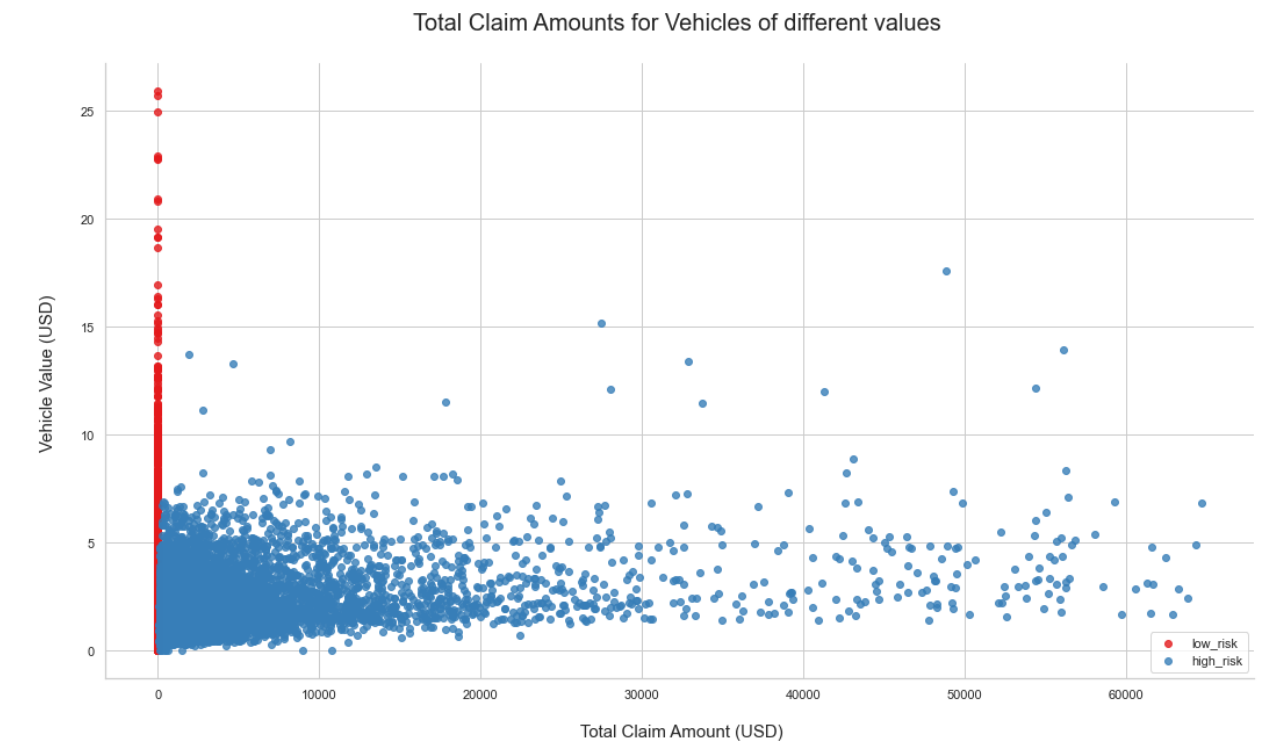 Total Claim Amounts for Vehicles of different values
Vehicle Value (USD)
25
20
15
10
5
0
0 10000 20000 30000 40000 50000 60000
Total Claim Amount (USD)
low_risk
high_risk